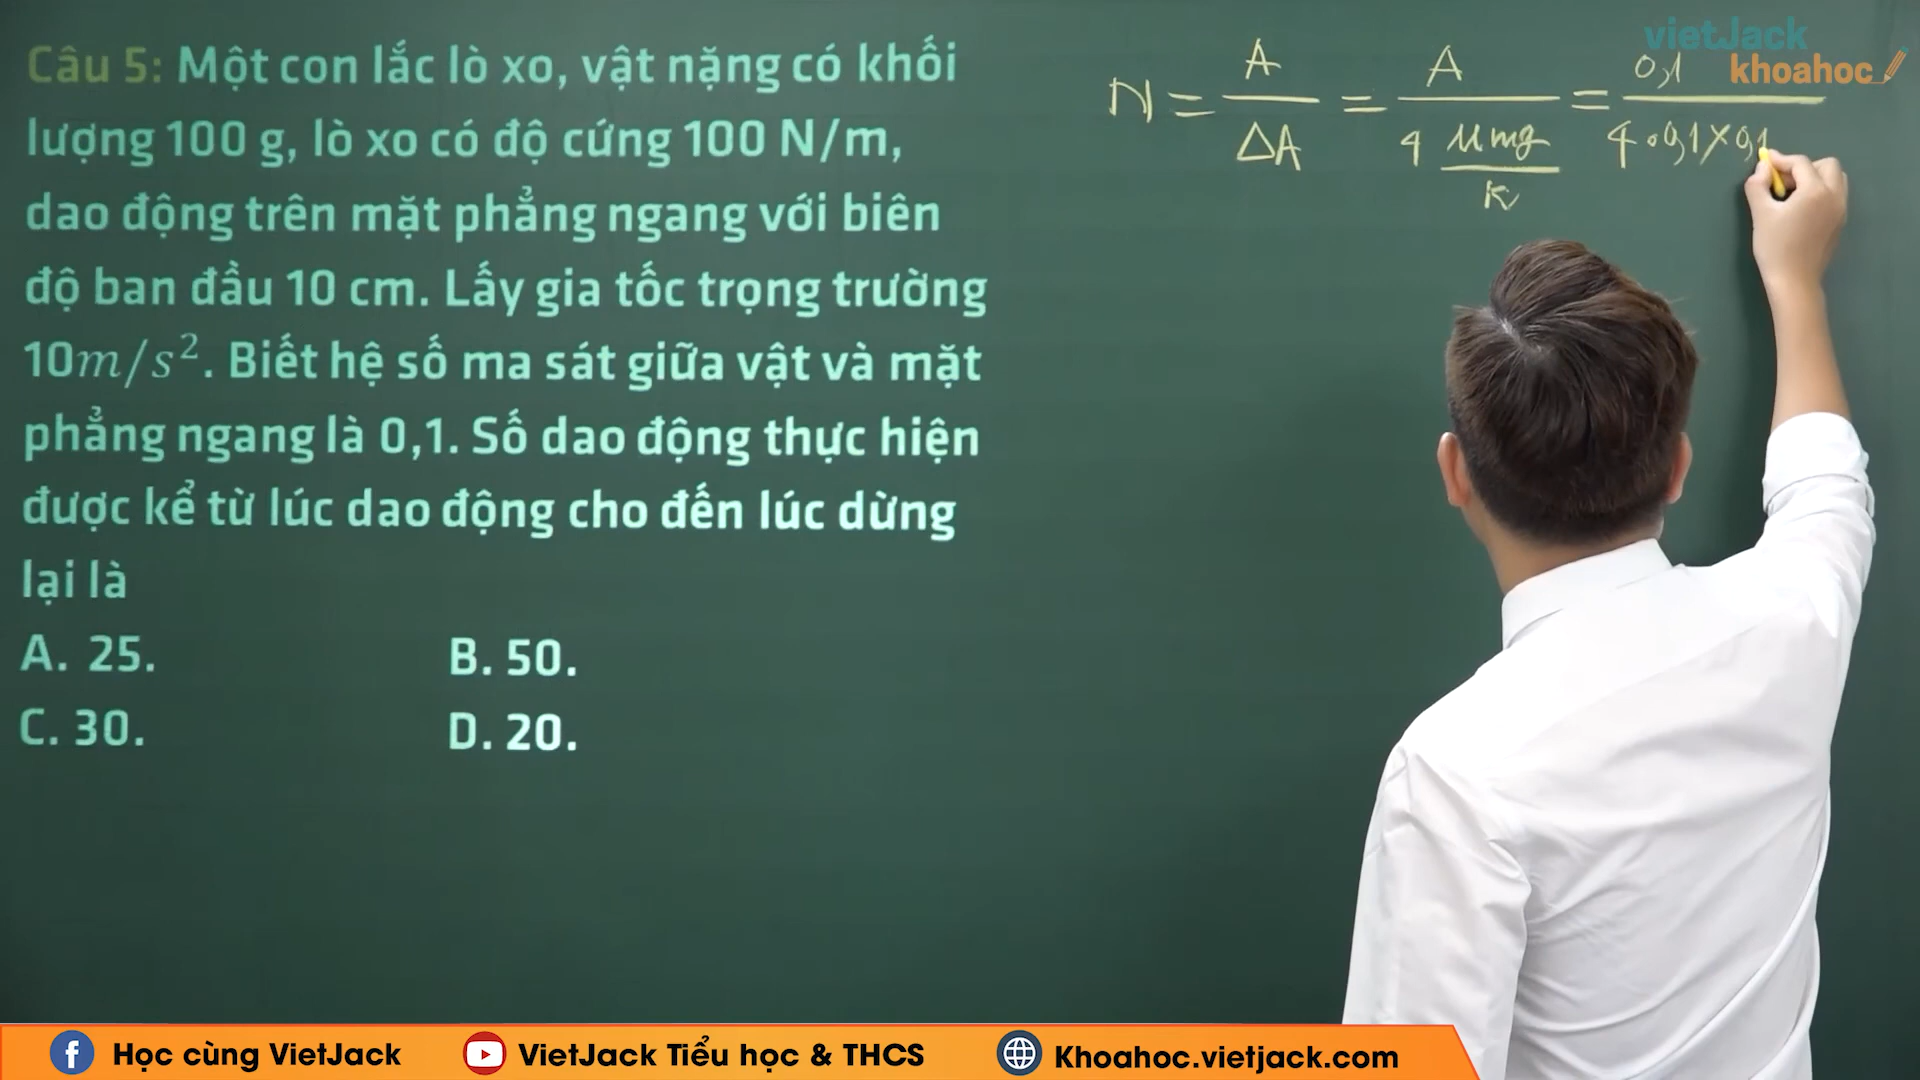 Câu 5: Một con lắc lò xo, vật nặng có khối
lượng 100 g, lò xo có độ cứng 100 N/m,
dao động trên mặt phẳng ngang với biên
độ ban đầu 10 cm. Lấy gia tốc trọng trường
10m/s². Biết hệ số ma sát giữa vật và mặt
phẳng ngang là 0,1. Số dao động thực hiện
được kể từ lúc dao động cho đến lúc dừng
lại là
A. 25. B. 50.
C. 30. D. 20.
vietJack
khoahoc
N = A / ΔA = A / 4 μmg/k = 0,1 / 4.0,1×0,1
Học cùng VietJack
VietJack Tiểu học & THCS
Khoahoc.vietjack.com